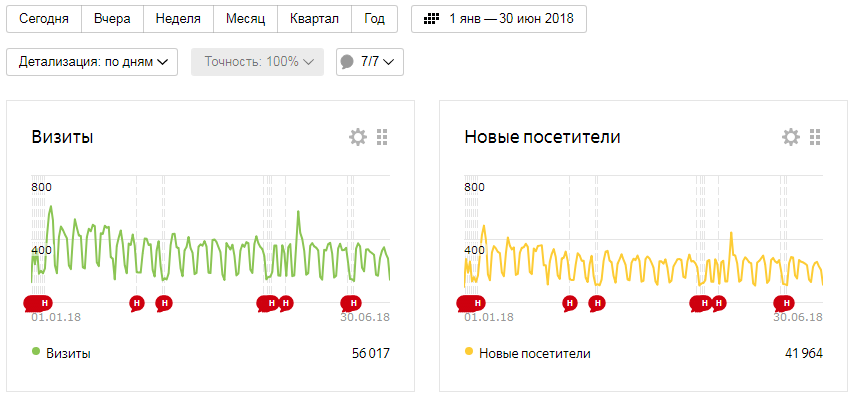 Сегодня Вчера Неделя Месяц Квартал Год 1 янв — 30 июн 2018
Детализация: по дням Точность: 100% 7/7
Визиты
800
400
Н Н Н Н Н Н
01.01.18 30.06.18
Визиты 56 017
Новые посетители
800
400
Н Н Н Н Н Н
01.01.18 30.06.18
Новые посетители 41 964